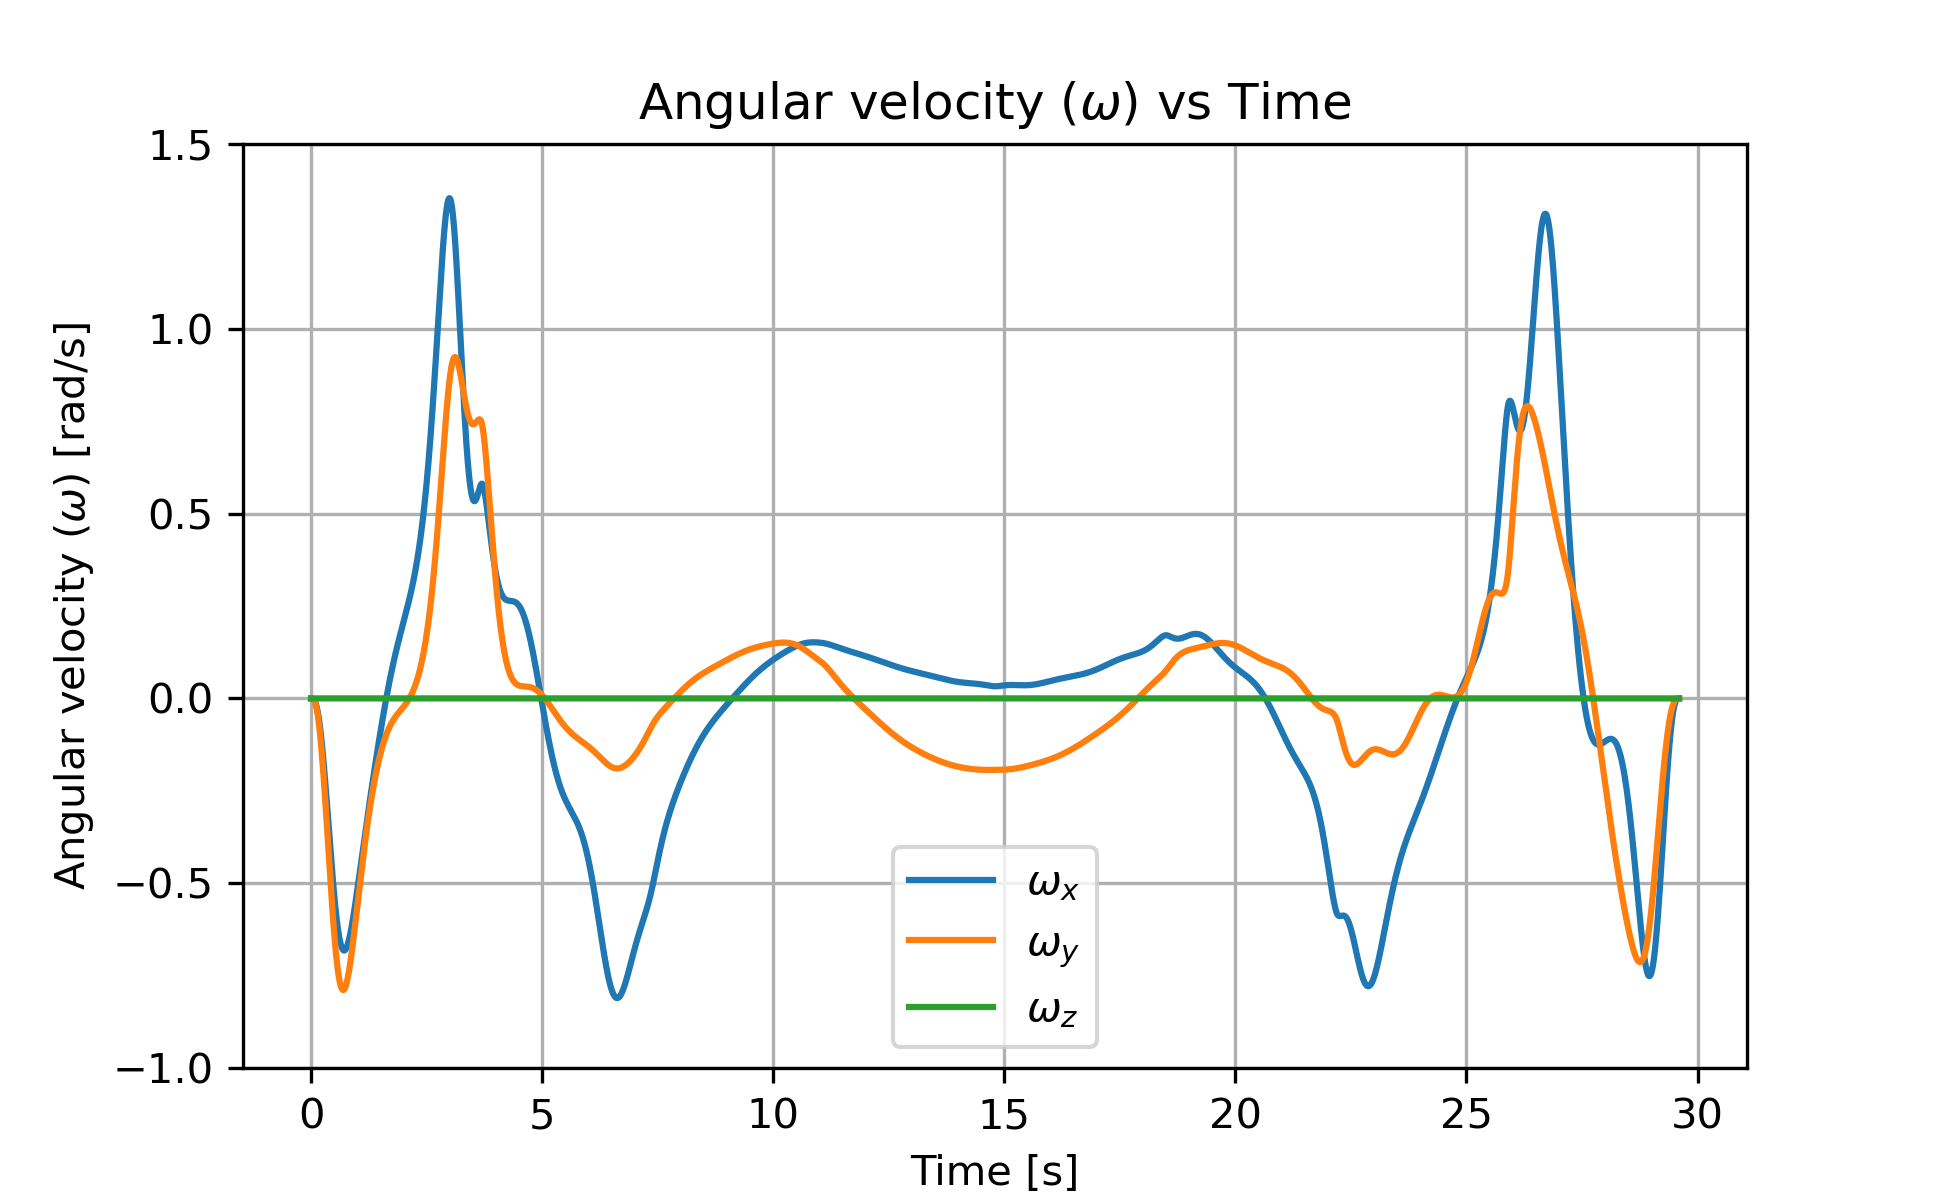 Angular velocity (ω) vs Time
Angular velocity (ω) [rad/s]
1.5
1.0
0.5
0.0
−0.5
−1.0
ωx
ωy
ωz
0 5 10 15 20 25 30
Time [s]